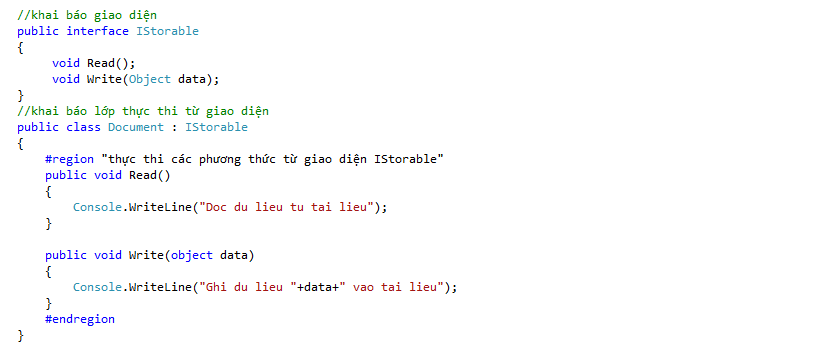 //khai báo giao diện
public interface IStorable
{
void Read();
void Write(Object data);
}
//khai báo lớp thực thi từ giao diện
public class Document : IStorable
{
#region "thực thi các phương thức từ giao diện IStorable"
public void Read()
{
Console.WriteLine("Doc du lieu tu tai lieu");
}
public void Write(object data)
{
Console.WriteLine("Ghi du lieu "+data+" vao tai lieu");
}
#endregion
}